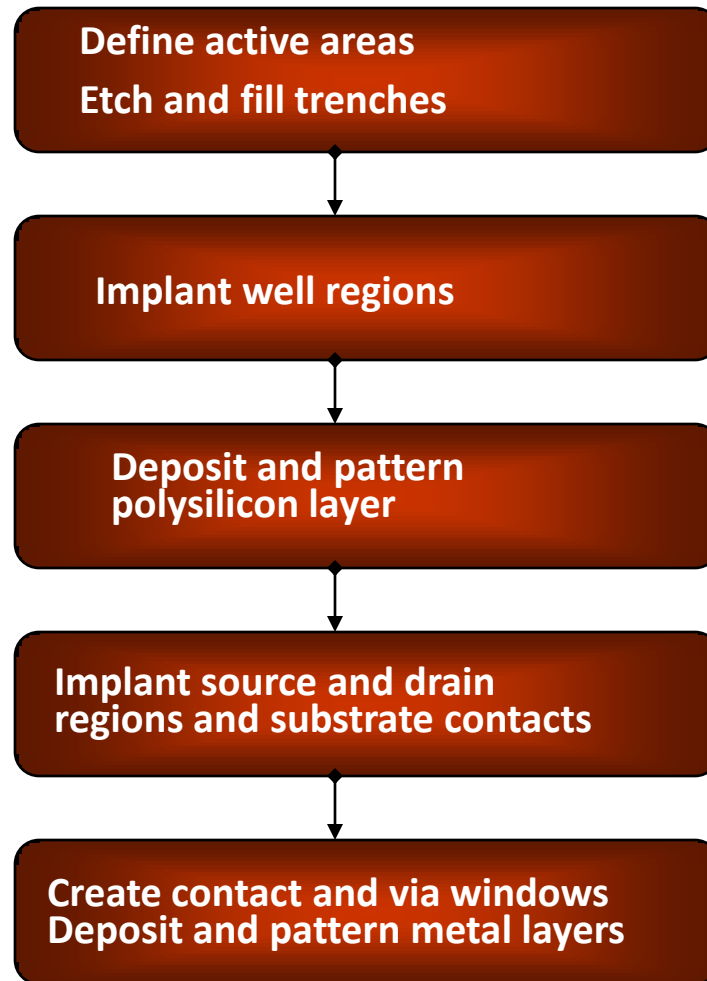 Define active areas
Etch and fill trenches
Implant well regions
Deposit and pattern
polysilicon layer
Implant source and drain
regions and substrate contacts
Create contact and via windows
Deposit and pattern metal layers